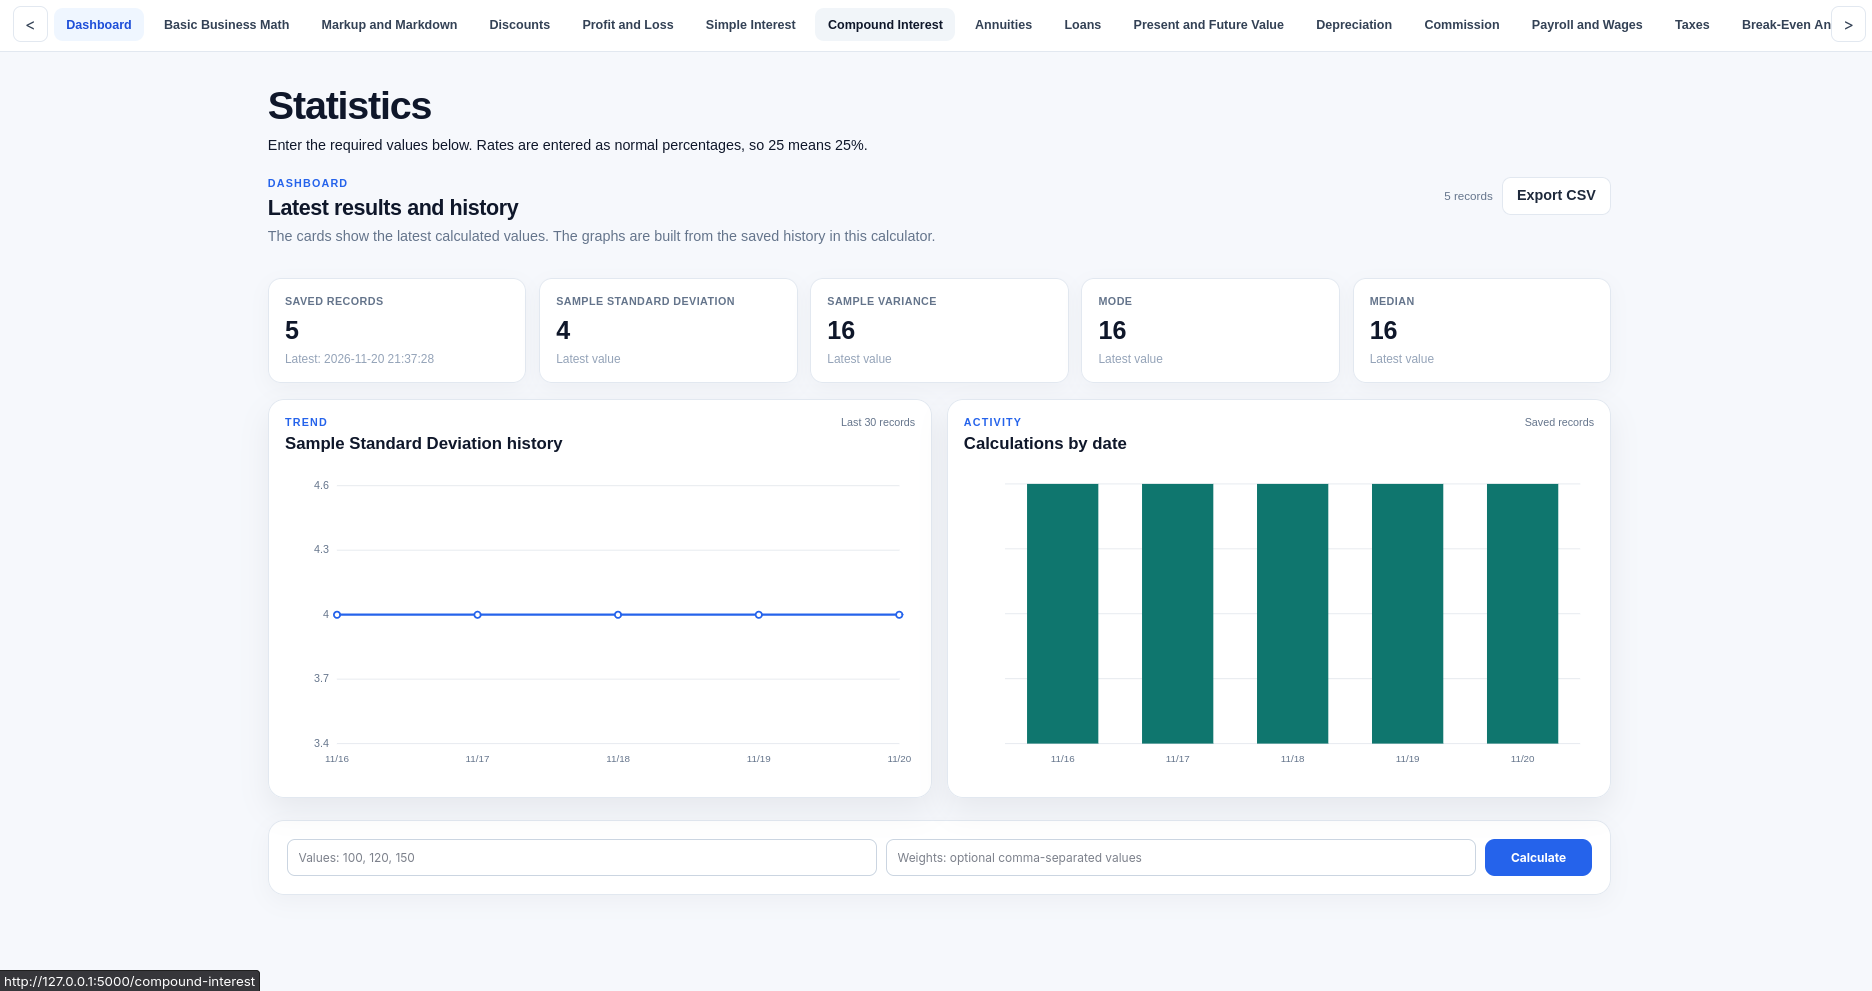 < Dashboard Basic Business Math Markup and Markdown Discounts Profit and Loss Simple Interest Compound Interest Annuities Loans Present and Future Value Depreciation Commission Payroll and Wages Taxes Break-Even An >
Statistics
Enter the required values below. Rates are entered as normal percentages, so 25 means 25%.
DASHBOARD
Latest results and history
The cards show the latest calculated values. The graphs are built from the saved history in this calculator.
5 records Export CSV
SAVED RECORDS
5
Latest: 2026-11-20 21:37:28
SAMPLE STANDARD DEVIATION
4
Latest value
SAMPLE VARIANCE
16
Latest value
MODE
16
Latest value
MEDIAN
16
Latest value
TREND
Last 30 records
Sample Standard Deviation history
4.6
4.3
4
3.7
3.4
11/16 11/17 11/18 11/19 11/20
ACTIVITY
Saved records
Calculations by date
11/16 11/17 11/18 11/19 11/20
Values: 100, 120, 150
Weights: optional comma-separated values
Calculate
http://127.0.0.1:5000/compound-interest